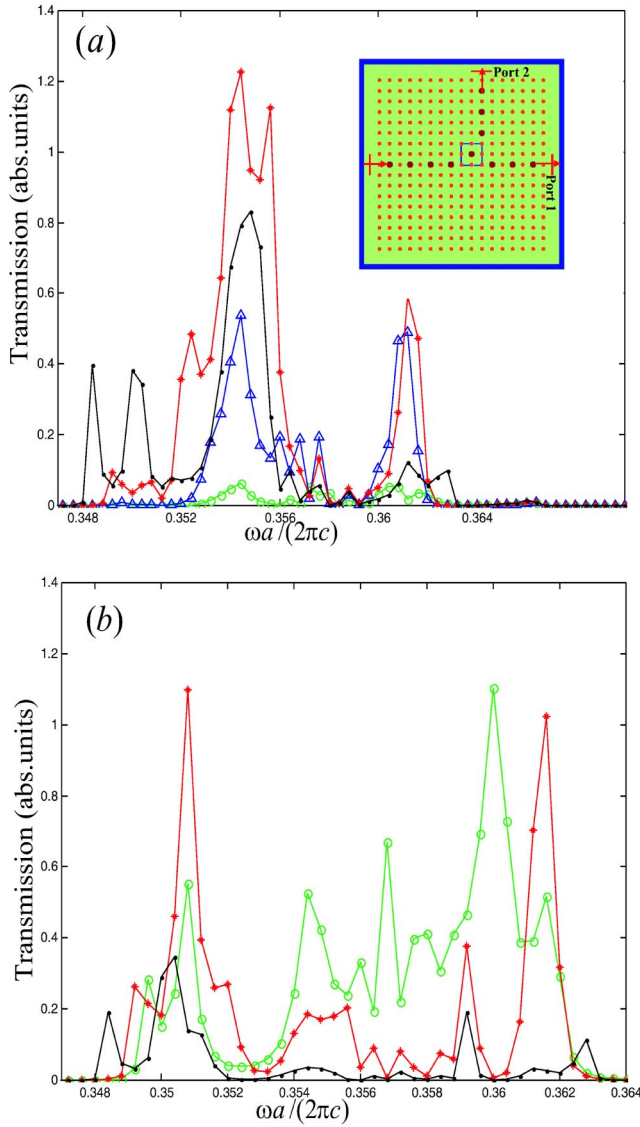 1.4
(a)
Port 2
1.2
1
Port 1
0.8
0.6
0.4
0.2
0
Transmission (abs.units)
0.348 0.352 0.356 0.36 0.364
ωa/(2πc)
1.4
(b)
1.2
1
0.8
0.6
0.4
0.2
0
Transmission (abs.units)
0.348 0.35 0.352 0.354 0.356 0.358 0.36 0.362 0.364
ωa/(2πc)